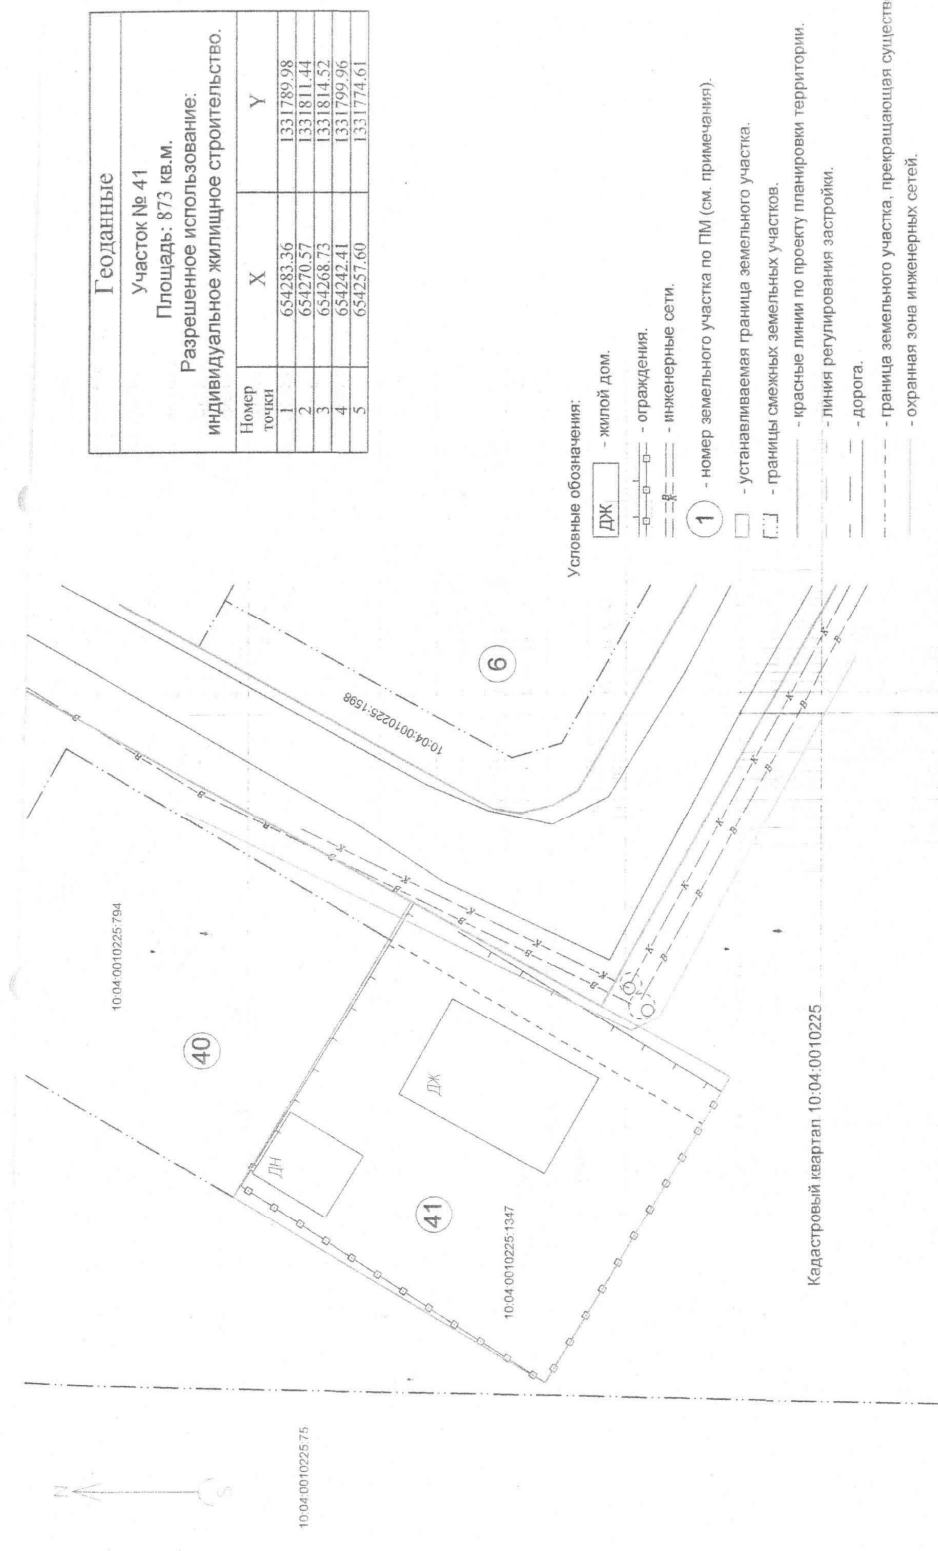 Геоданные
Участок № 41
Площадь: 873 кв.м.
Разрешенное использование:
индивидуальное жилищное строительство.
Номер точки X Y
1 654283.36 1331789.98
2 654270.57 1331811.44
3 654268.73 1331814.52
4 654242.41 1331799.96
5 654257.60 1331774.61
Условные обозначения:
ДЖ - жилой дом.
- ограждения.
В К - инженерные сети.
1 - номер земельного участка по ПМ (см. примечания).
- устанавливаемая граница земельного участка.
- границы смежных земельных участков.
- красные линии по проекту планировки территории.
- линия регулирования застройки.
- дорога.
- граница земельного участка, прекращающая существ
- охранная зона инженерных сетей.
N
S
10:04:0010225:75
10:04:0010225:794
40
10:04:0010225:1598
6
ДН
ДЖ
41
10:04:0010225:1347
Кадастровый квартал 10:04:0010225